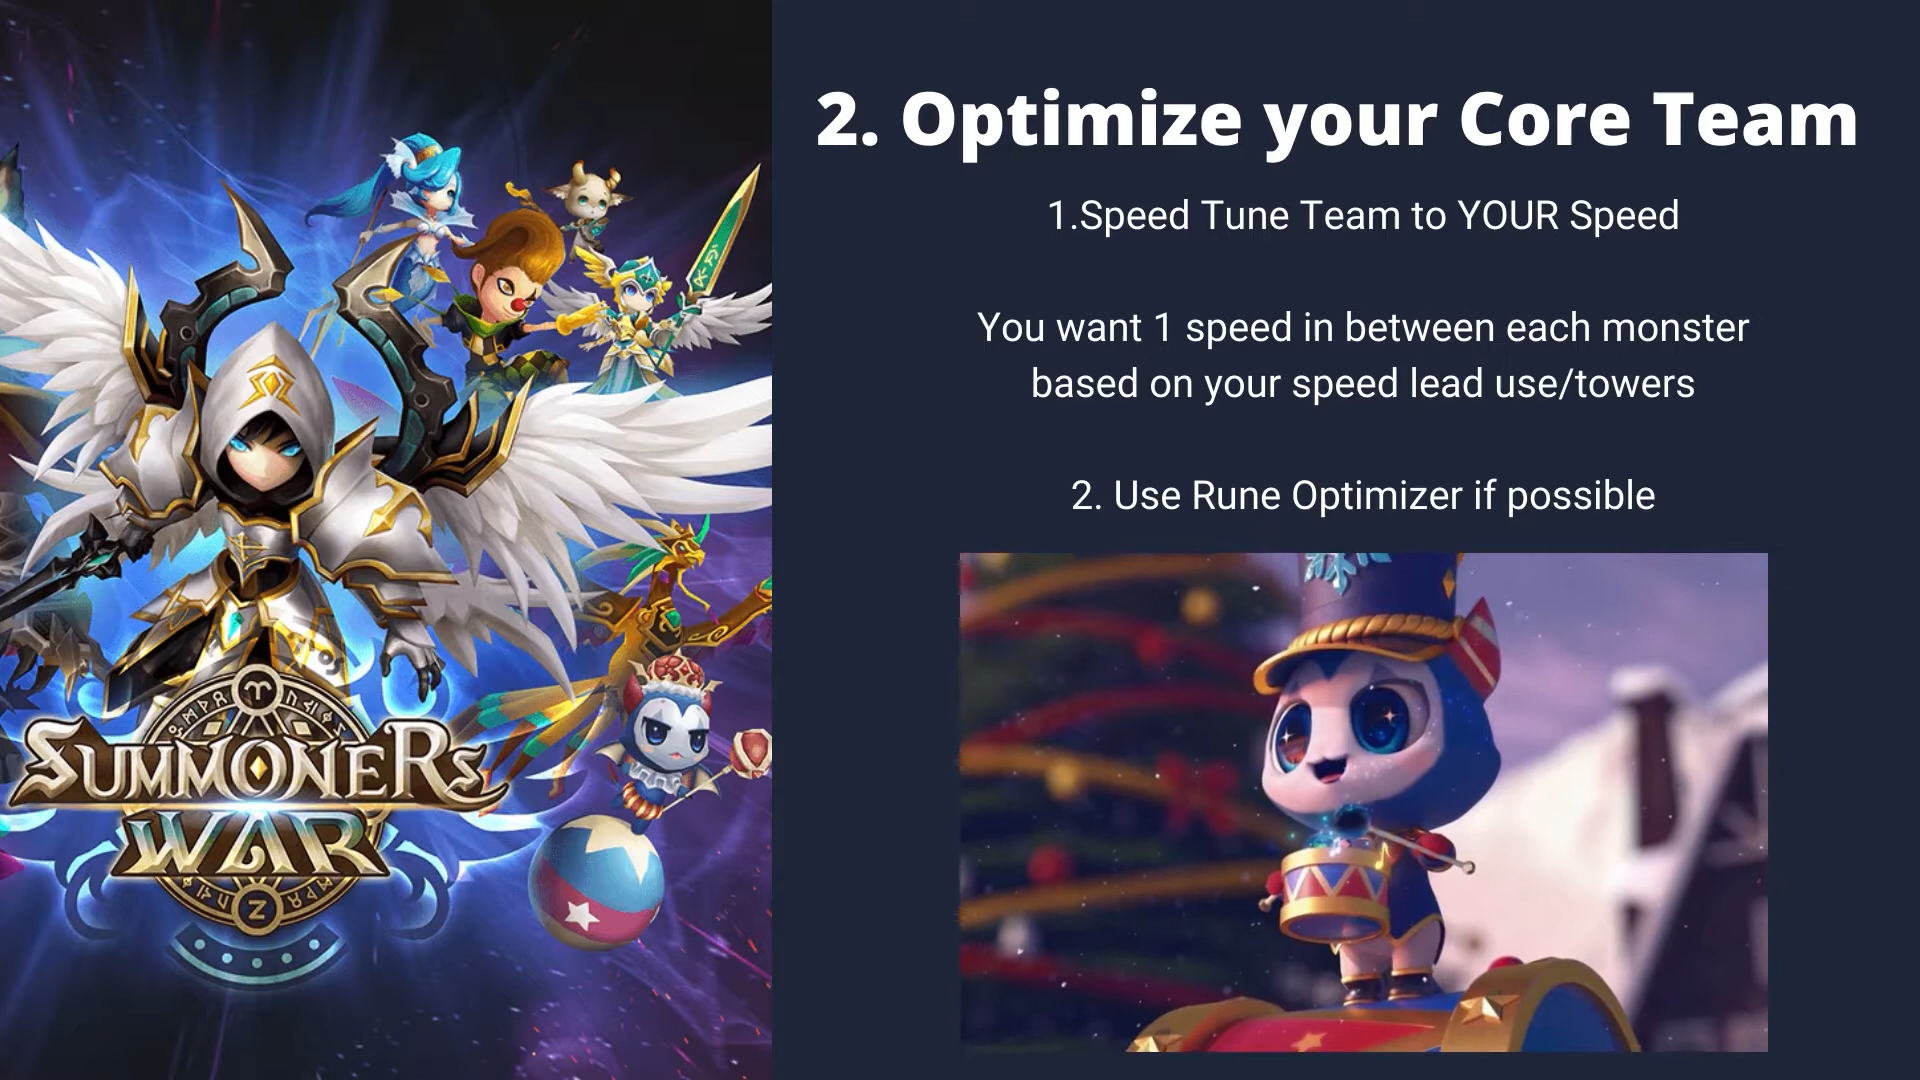 2. Optimize your Core Team
1.Speed Tune Team to YOUR Speed
You want 1 speed in between each monster
based on your speed lead use/towers
2. Use Rune Optimizer if possible
SUMMONERS
WAR